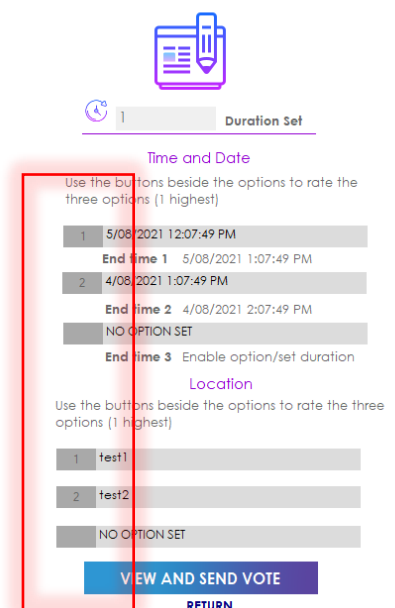 1 Duration Set
Time and Date
Use the buttons beside the options to rate the
three options (1 highest)
1 5/08/2021 12:07:49 PM
End time 1 5/08/2021 1:07:49 PM
2 4/08/2021 1:07:49 PM
End time 2 4/08/2021 2:07:49 PM
NO OPTION SET
End time 3 Enable option/set duration
Location
Use the buttons beside the options to rate the three
options (1 highest)
1 test1
2 test2
NO OPTION SET
VIEW AND SEND VOTE
RETURN